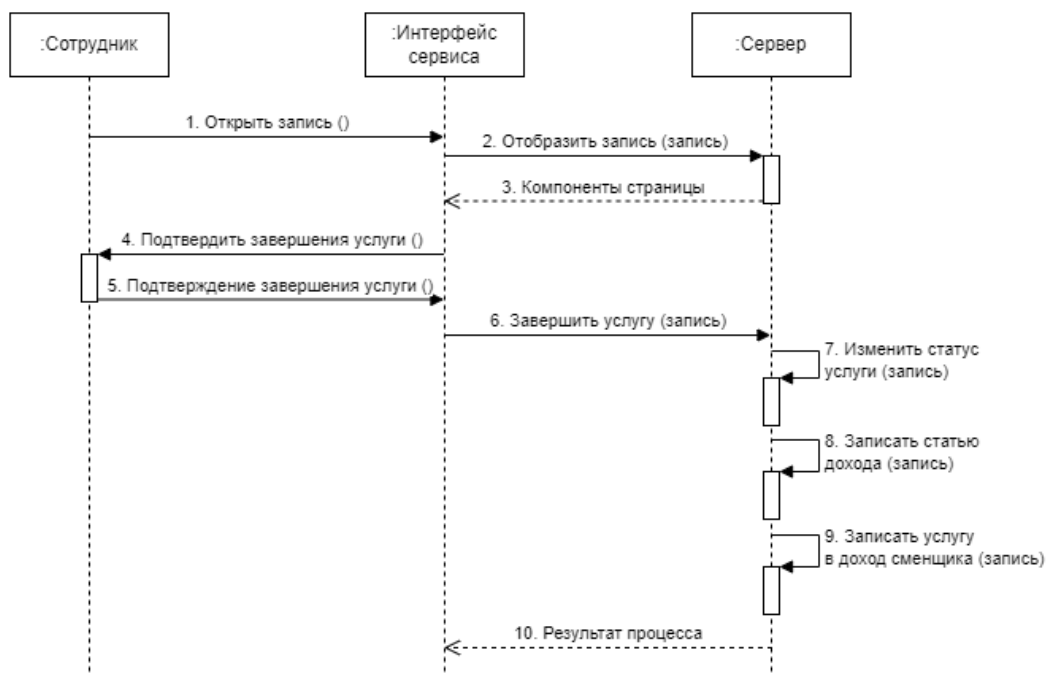 :Сотрудник
:Интерфейс
сервиса
:Сервер
1. Открыть запись ()
2. Отобразить запись (запись)
3. Компоненты страницы
4. Подтвердить завершения услуги ()
5. Подтверждение завершения услуги ()
6. Завершить услугу (запись)
7. Изменить статус
услуги (запись)
8. Записать статью
дохода (запись)
9. Записать услугу
в доход сменщика (запись)
10. Результат процесса